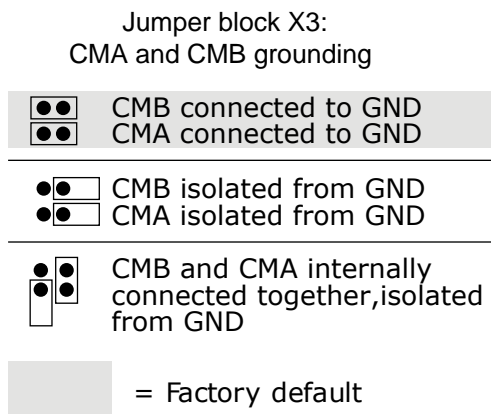 Jumper block X3:
CMA and CMB grounding
CMB connected to GND
CMA connected to GND
CMB isolated from GND
CMA isolated from GND
CMB and CMA internally
connected together,isolated
from GND
= Factory default